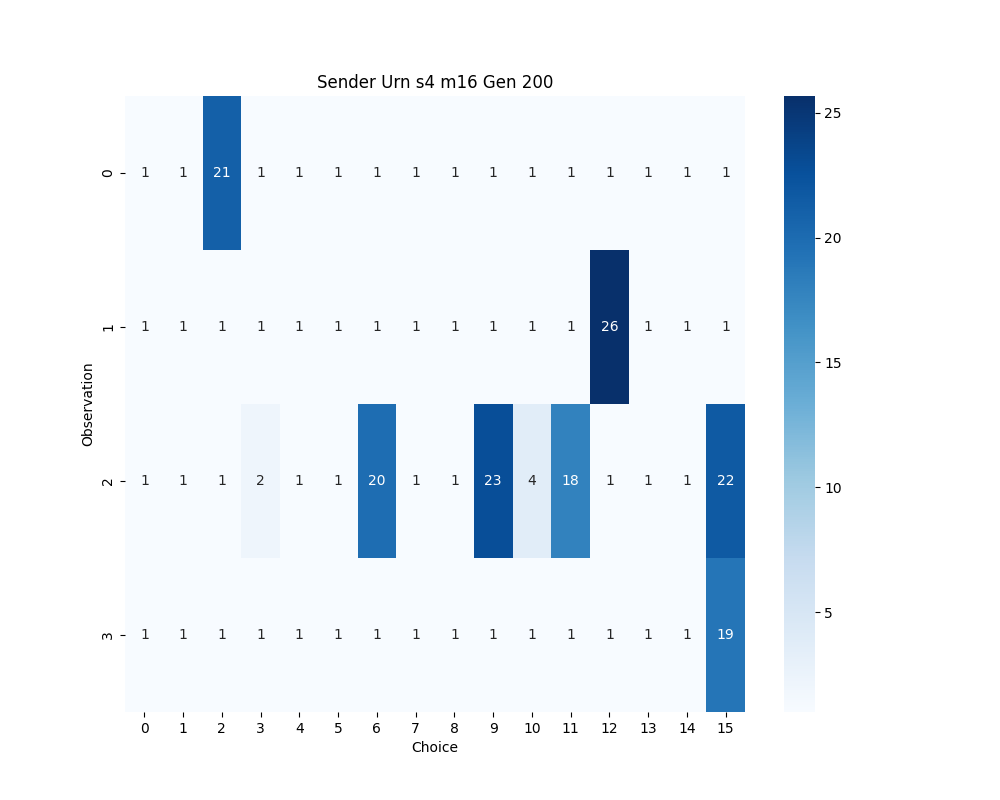 Sender Urn s4 m16 Gen 200
Observation
0 1 1 21 1 1 1 1 1 1 1 1 1 1 1 1 1
1 1 1 1 1 1 1 1 1 1 1 1 1 26 1 1 1
2 1 1 1 2 1 1 20 1 1 23 4 18 1 1 1 22
3 1 1 1 1 1 1 1 1 1 1 1 1 1 1 1 19
0 1 2 3 4 5 6 7 8 9 10 11 12 13 14 15
Choice
25
20
15
10
5